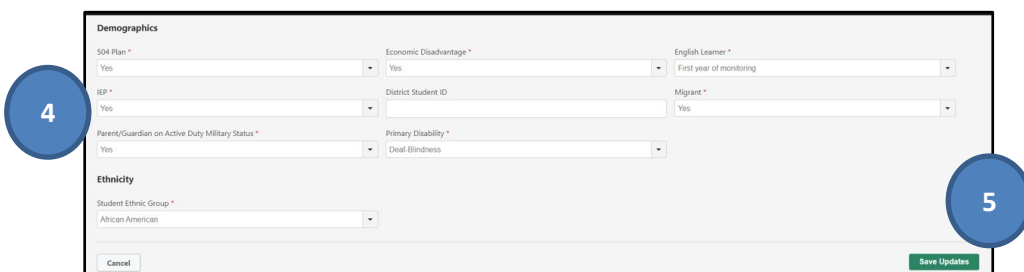 Demographics
504 Plan * Economic Disadvantage * English Learner *
Yes Yes First year of monitoring
IEP * District Student ID Migrant *
Yes Yes
4
Parent/Guardian on Active Duty Military Status * Primary Disability *
Yes Deaf-Blindness
Ethnicity
5
Student Ethnic Group *
African American
Cancel Save Updates